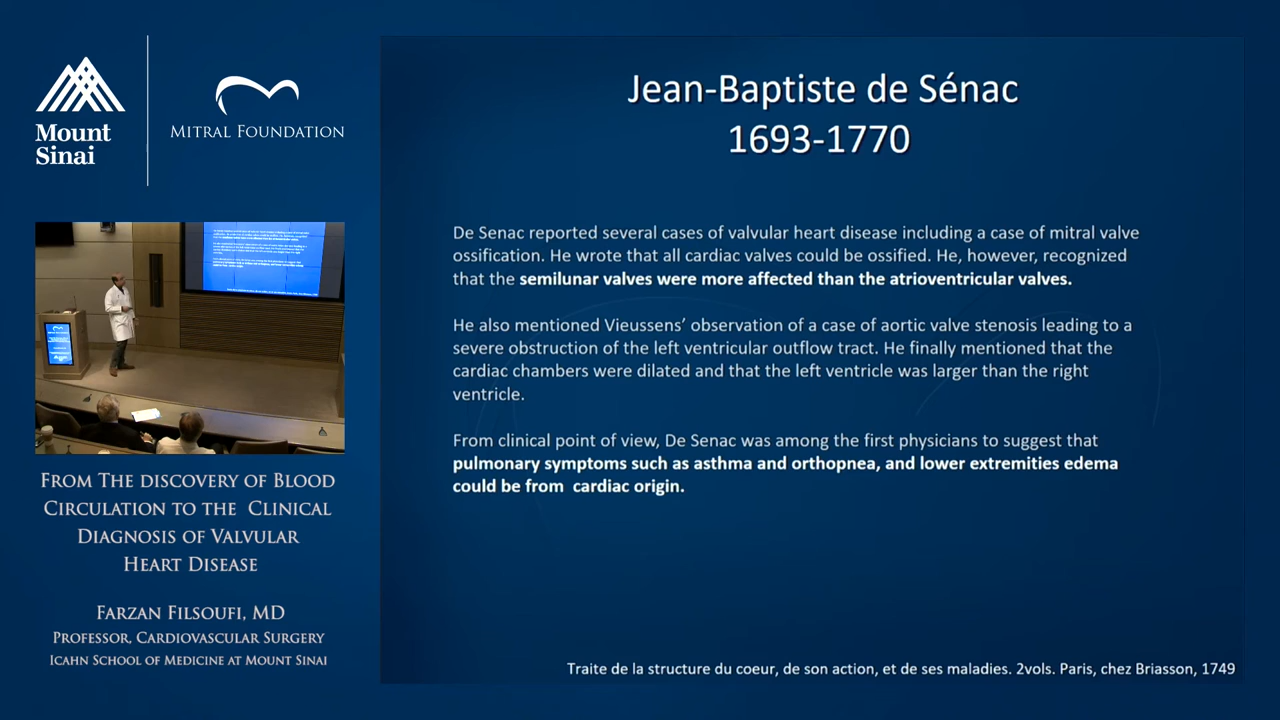 Mount
Sinai
MITRAL FOUNDATION
FROM THE DISCOVERY OF BLOOD
CIRCULATION TO THE CLINICAL
DIAGNOSIS OF VALVULAR
HEART DISEASE
FARZAN FILSOUFI, MD
PROFESSOR, CARDIOVASCULAR SURGERY
ICAHN SCHOOL OF MEDICINE AT MOUNT SINAI
Jean-Baptiste de Sénac
1693-1770
De Senac reported several cases of valvular heart disease including a case of mitral valve
ossification. He wrote that all cardiac valves could be ossified. He, however, recognized
that the semilunar valves were more affected than the atrioventricular valves.
He also mentioned Vieussens’ observation of a case of aortic valve stenosis leading to a
severe obstruction of the left ventricular outflow tract. He finally mentioned that the
cardiac chambers were dilated and that the left ventricle was larger than the right
ventricle.
From clinical point of view, De Senac was among the first physicians to suggest that
pulmonary symptoms such as asthma and orthopnea, and lower extremities edema
could be from cardiac origin.
Traite de la structure du coeur, de son action, et de ses maladies. 2vols. Paris, chez Briasson, 1749